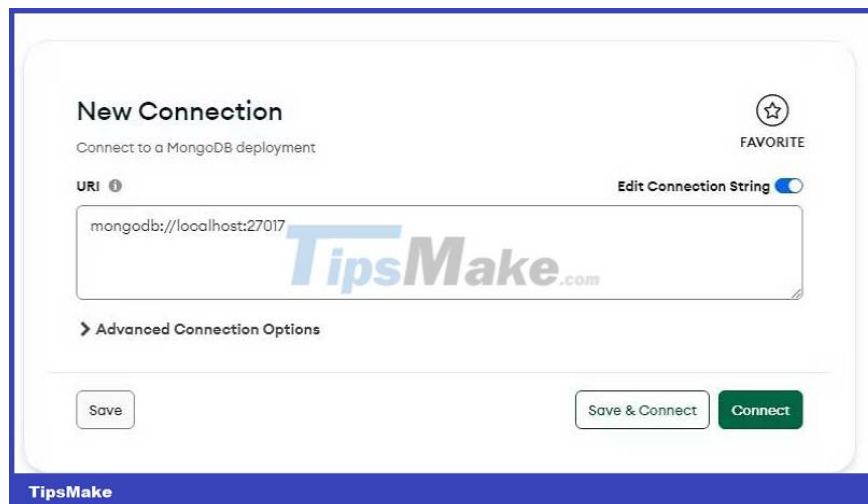 New Connection
FAVORITE
Connect to a MongoDB deployment
URI
Edit Connection String
mongodb://localhost:27017
TipsMake.com
Advanced Connection Options
Save
Save & Connect
Connect
TipsMake